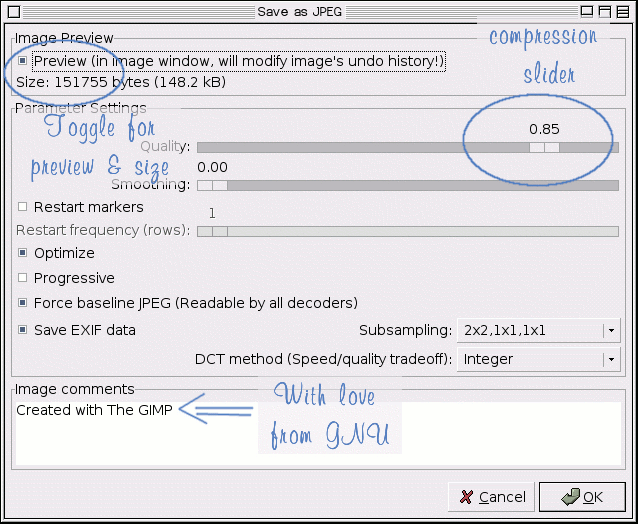 Save as JPEG
Image Preview
Preview (in image window, will modify image's undo history!)
Size: 151755 bytes (148.2 kB)
compression
slider
Parameter Settings
Toggle for
preview & size
0.85
Quality:
0.00
Smoothing:
Restart markers
1
Restart frequency (rows):
Optimize
Progressive
Force baseline JPEG (Readable by all decoders)
Save EXIF data
Subsampling: 2x2,1x1,1x1
DCT method (Speed/quality tradeoff): Integer
Image comments
Created with The GIMP
With love
from GNU
Cancel
OK